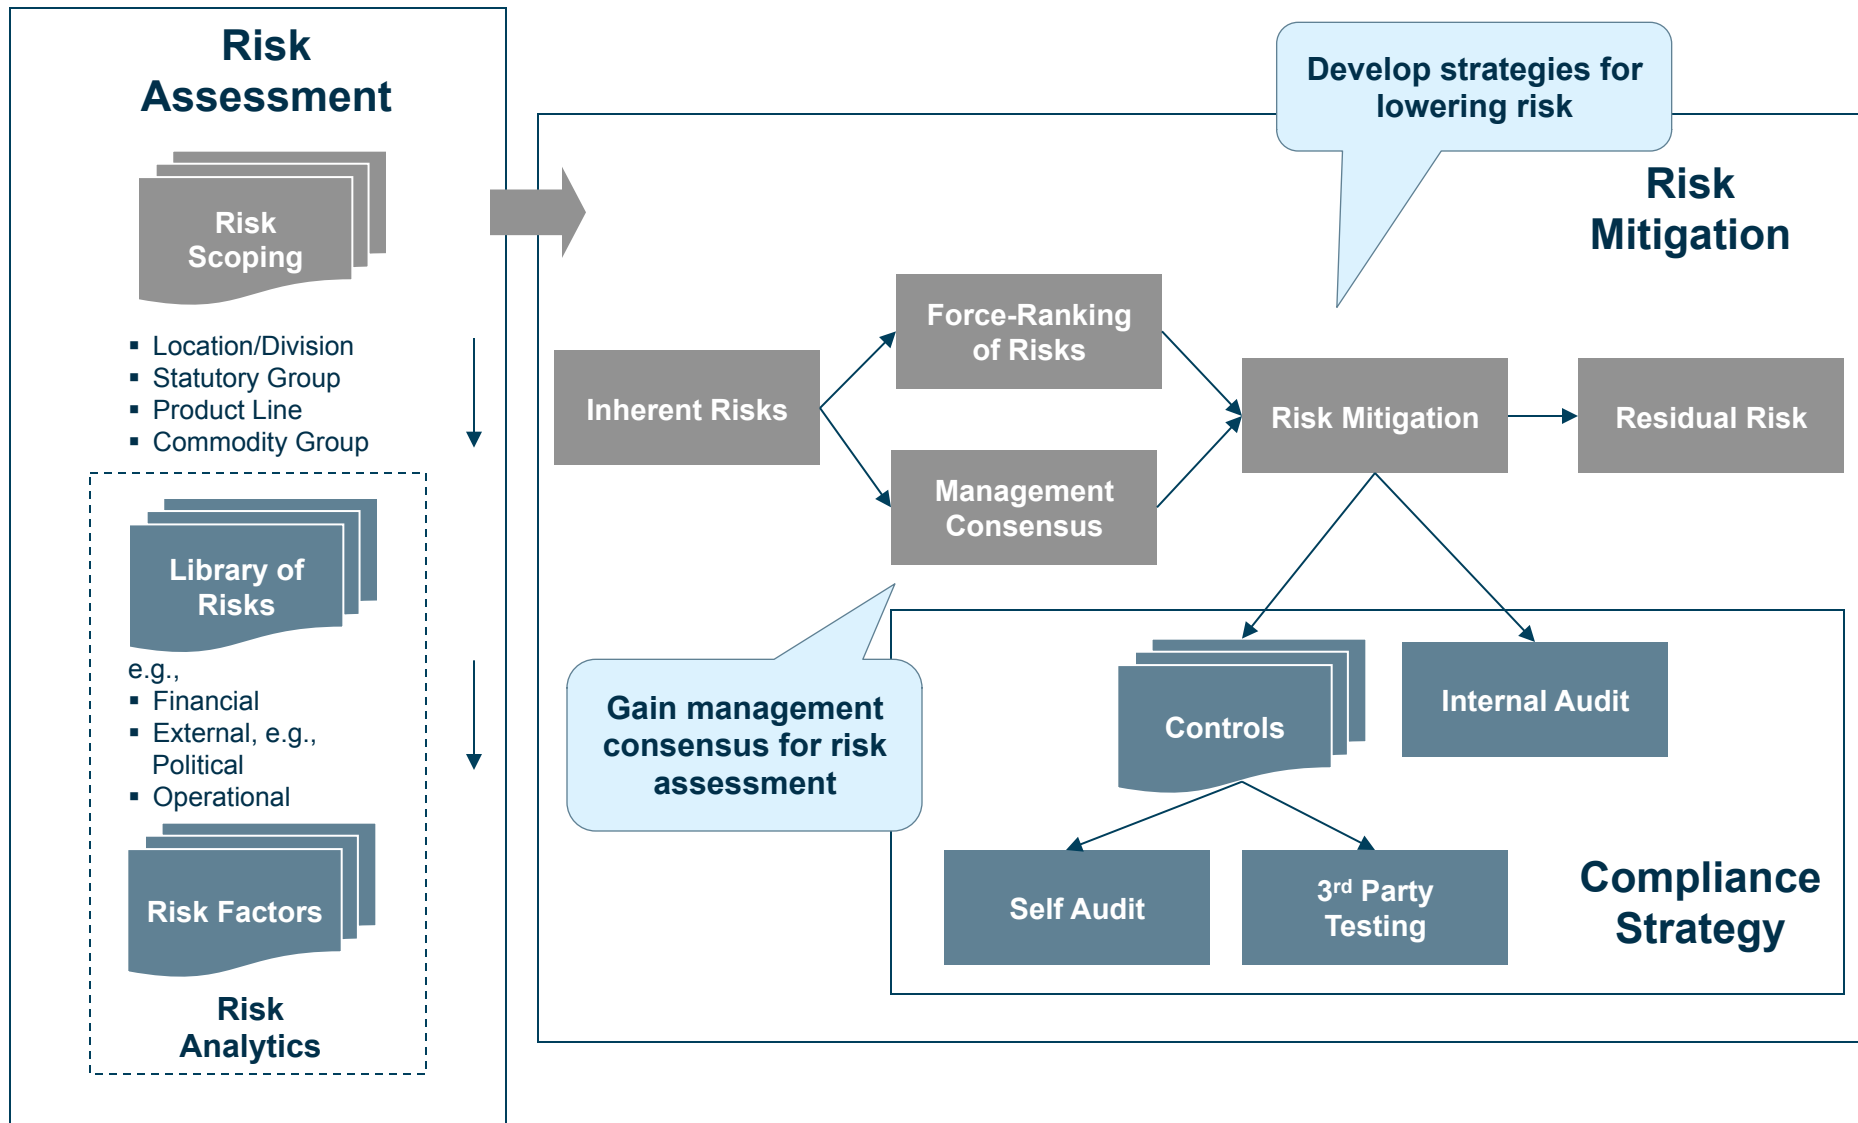 Risk
Assessment
Risk
Scoping
▪ Location/Division
▪ Statutory Group
▪ Product Line
▪ Commodity Group
Library of
Risks
e.g.,
▪ Financial
▪ External, e.g.,
Political
▪ Operational
Risk Factors
Risk
Analytics
Develop strategies for
lowering risk
Risk
Mitigation
Inherent Risks
Force-Ranking
of Risks
Management
Consensus
Risk Mitigation
Residual Risk
Gain management
consensus for risk
assessment
Controls
Internal Audit
Self Audit
3rd Party
Testing
Compliance
Strategy